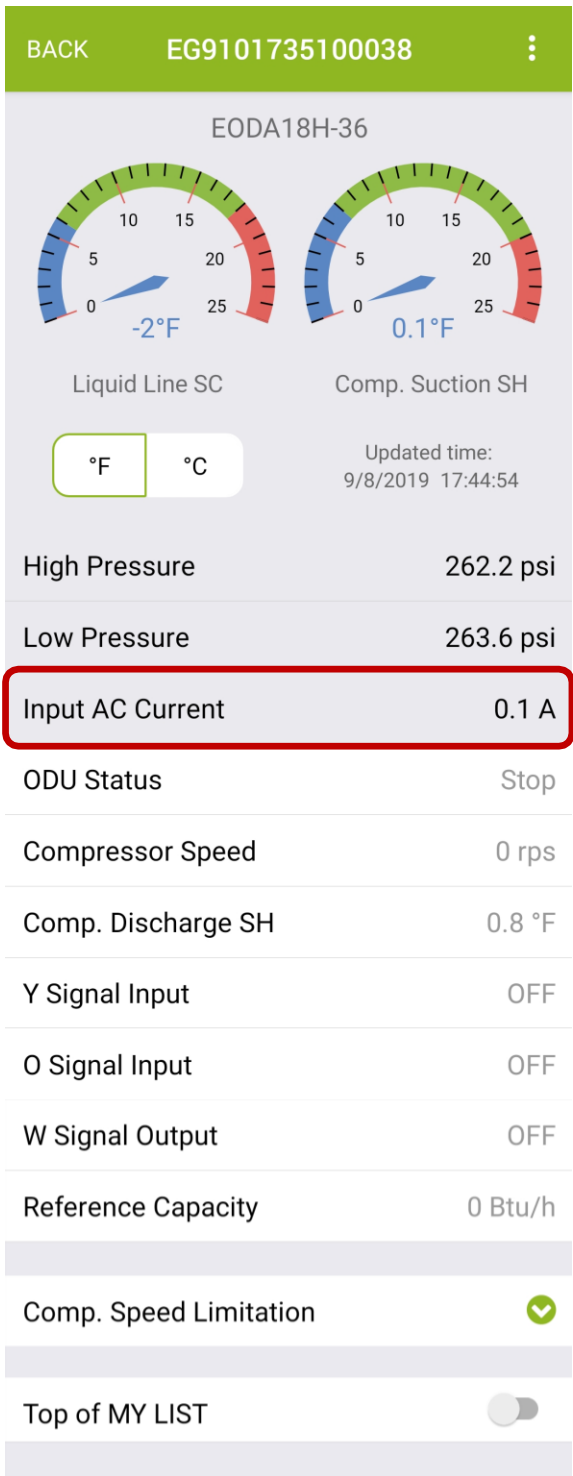 BACK EG9101735100038
EODA18H-36
0 5 10 15 20 25
-2°F
0 5 10 15 20 25
0.1°F
Liquid Line SC
Comp. Suction SH
°F °C
Updated time:
9/8/2019 17:44:54
High Pressure 262.2 psi
Low Pressure 263.6 psi
Input AC Current 0.1 A
ODU Status Stop
Compressor Speed 0 rps
Comp. Discharge SH 0.8 °F
Y Signal Input OFF
O Signal Input OFF
W Signal Output OFF
Reference Capacity 0 Btu/h
Comp. Speed Limitation
Top of MY LIST